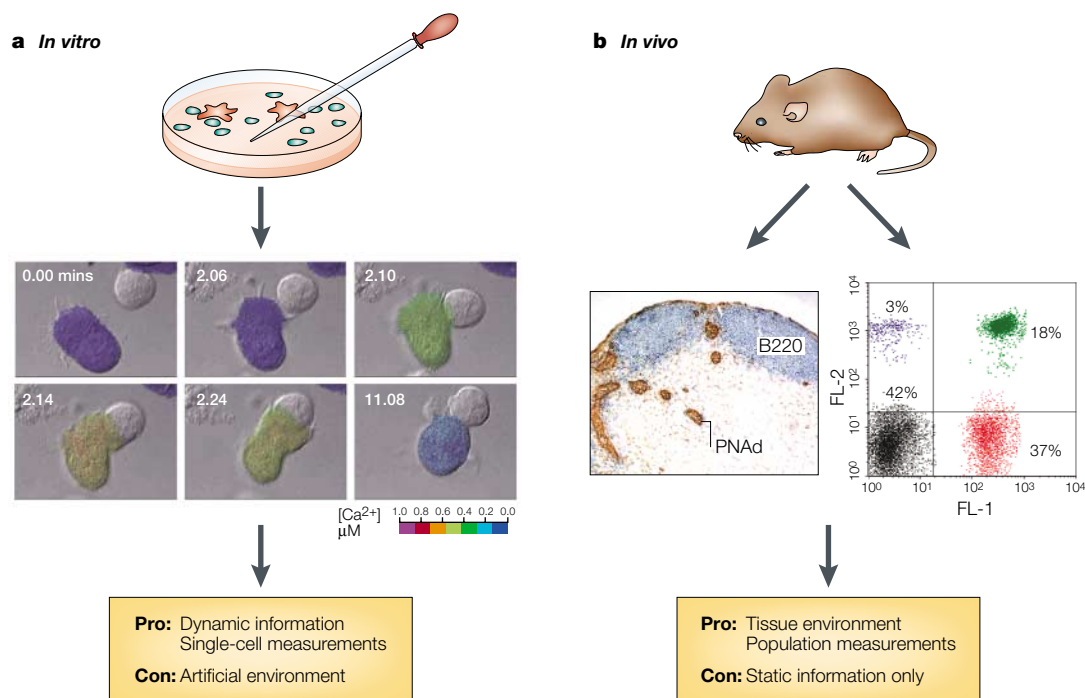 a In vitro
0.00 mins
2.06
2.10
2.14
2.24
11.08
[Ca2+]
µM
1.0
0.8
0.6
0.4
0.2
0.0
Pro: Dynamic information
Single-cell measurements
Con: Artificial environment
b In vivo
B220
PNAd
FL-2
10⁴
10³
10²
10¹
10⁰
3%
18%
42%
37%
10⁰
10¹
10²
10³
10⁴
FL-1
Pro: Tissue environment
Population measurements
Con: Static information only